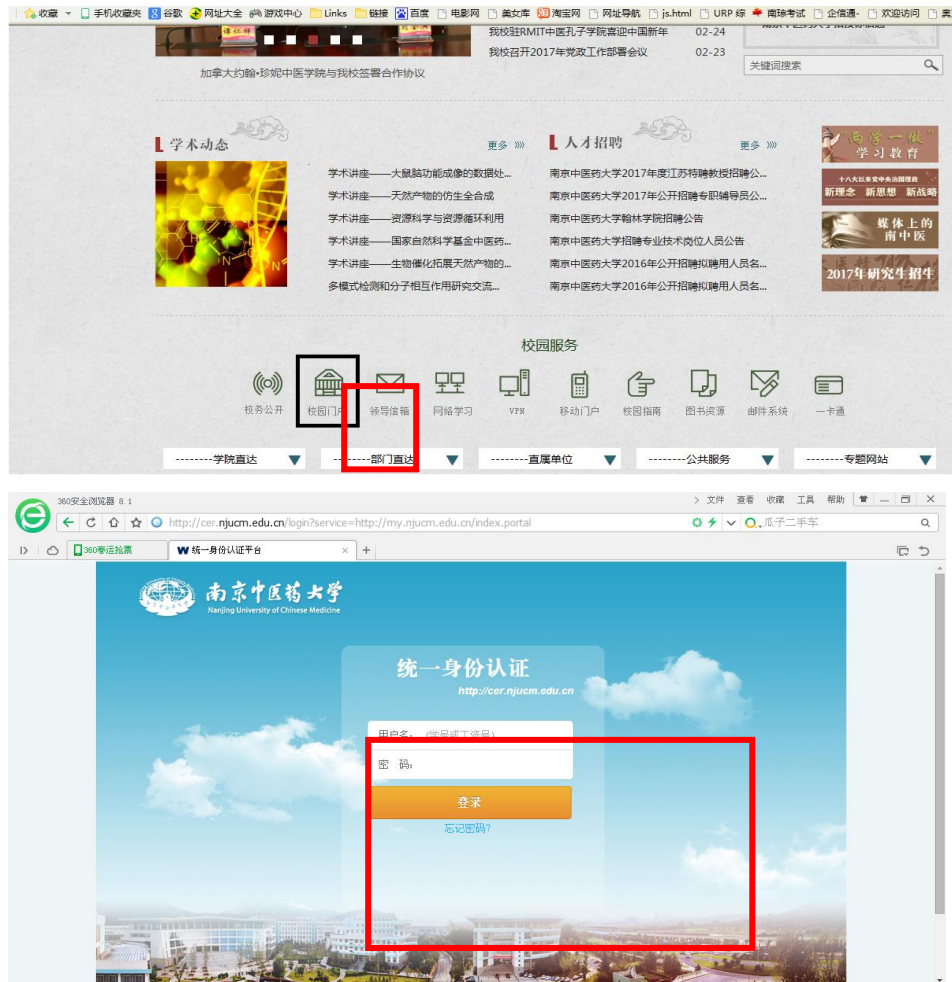 收藏 手机收藏夹 谷歌 网址大全 游戏中心 Links 链接 百度 电影网 美女库 淘宝网 网址导航 js.html URP 综 南琼考试 企信通- 欢迎访问
我校驻RMIT中医孔子学院喜迎中国新年 02-24
我校召开2017年党政工作部署会议 02-23
加拿大约翰•珍妮中医学院与我校签署合作协议
关键词搜索
学术动态 更多
人才招聘 更多
学术讲座——大鼠脑功能成像的数据处...
学术讲座——天然产物的仿生全合成
学术讲座——资源科学与资源循环利用
学术讲座——国家自然科学基金中医药...
学术讲座——生物催化拓展天然产物的...
多模式检测和分子相互作用研究交流...
南京中医药大学2017年度江苏特聘教授招聘公...
南京中医药大学2017年公开招聘专职辅导员公...
南京中医药大学翰林学院招聘公告
南京中医药大学招聘专业技术岗位人员公告
南京中医药大学2016年公开招聘拟聘用人员名...
南京中医药大学2016年公开招聘拟聘用人员名...
“两学一做”
学习教育
十八大以来党中央治国理政
新理念 新思想 新战略
媒体上的
南中医
2017年研究生招生
校园服务
校务公开 校园门户 领导信箱 网络学习 VPN 移动门户 校园指南 图书资源 邮件系统 一卡通
--------学院直达 --------部门直达 --------直属单位 --------公共服务 --------专题网站
360安全浏览器 8.1 文件 查看 收藏 工具 帮助
http://cer.njucm.edu.cn/login?service=http://my.njucm.edu.cn/index.portal 瓜子二手车
360春运抢票 统一身份认证平台
南京中医药大学
Nanjing University of Chinese Medicine
统一身份认证
http://cer.njucm.edu.cn
用户名: (学号或工资号)
密 码:
登录
忘记密码?